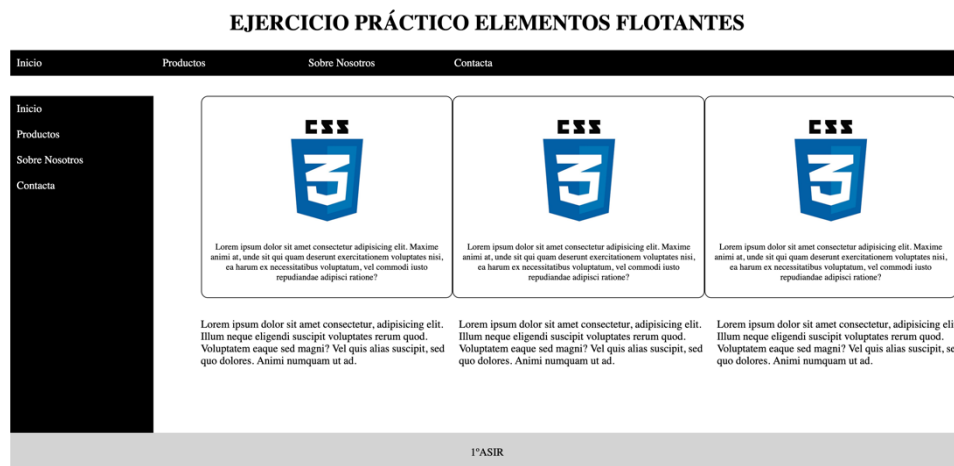 EJERCICIO PRÁCTICO ELEMENTOS FLOTANTES
Inicio Productos Sobre Nosotros Contacta
Inicio
Productos
Sobre Nosotros
Contacta
CSS
3
Lorem ipsum dolor sit amet consectetur adipisicing elit. Maxime
animi at, unde sit qui quam deserunt exercitationem voluptates nisi,
ea harum ex necessitatibus voluptatum, vel commodi iusto
repudiandae adipisci ratione?
CSS
3
Lorem ipsum dolor sit amet consectetur adipisicing elit. Maxime
animi at, unde sit qui quam deserunt exercitationem voluptates nisi,
ea harum ex necessitatibus voluptatum, vel commodi iusto
repudiandae adipisci ratione?
CSS
3
Lorem ipsum dolor sit amet consectetur adipisicing elit. Maxime
animi at, unde sit qui quam deserunt exercitationem voluptates nisi,
ea harum ex necessitatibus voluptatum, vel commodi iusto
repudiandae adipisci ratione?
Lorem ipsum dolor sit amet consectetur, adipisicing elit.
Illum neque eligendi suscipit voluptates rerum quod.
Voluptatem eaque sed magni? Vel quis alias suscipit, sed
quo dolores. Animi numquam ut ad.
Lorem ipsum dolor sit amet consectetur, adipisicing elit.
Illum neque eligendi suscipit voluptates rerum quod.
Voluptatem eaque sed magni? Vel quis alias suscipit, sed
quo dolores. Animi numquam ut ad.
Lorem ipsum dolor sit amet consectetur, adipisicing eli
Illum neque eligendi suscipit voluptates rerum quod.
Voluptatem eaque sed magni? Vel quis alias suscipit, se
quo dolores. Animi numquam ut ad.
1ºASIR